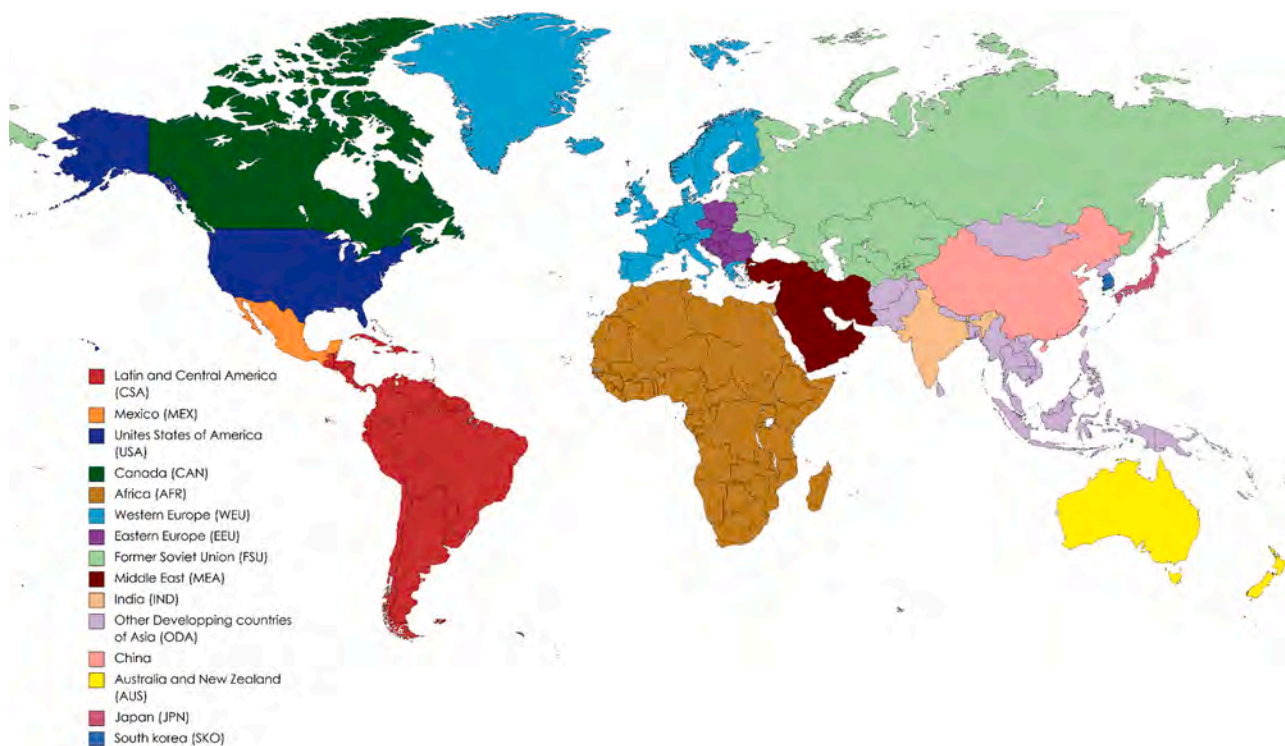 Latin and Central America
(CSA)
Mexico (MEX)
Unites States of America
(USA)
Canada (CAN)
Africa (AFR)
Western Europe (WEU)
Eastern Europe (EEU)
Former Soviet Union (FSU)
Middle East (MEA)
India (IND)
Other Developping countries
of Asia (ODA)
China
Australia and New Zealand
(AUS)
Japan (JPN)
South korea (SKO)